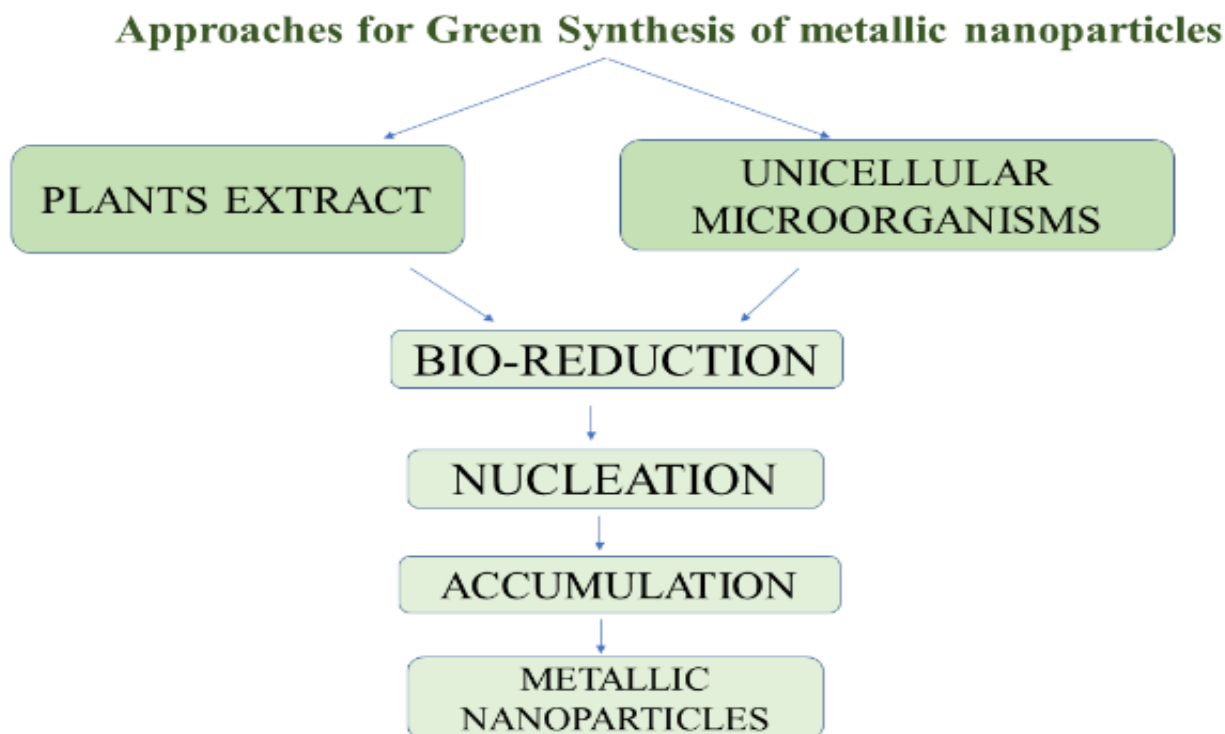 Approaches for Green Synthesis of metallic nanoparticles
PLANTS EXTRACT
UNICELLULAR
MICROORGANISMS
BIO-REDUCTION
NUCLEATION
ACCUMULATION
METALLIC
NANOPARTICLES